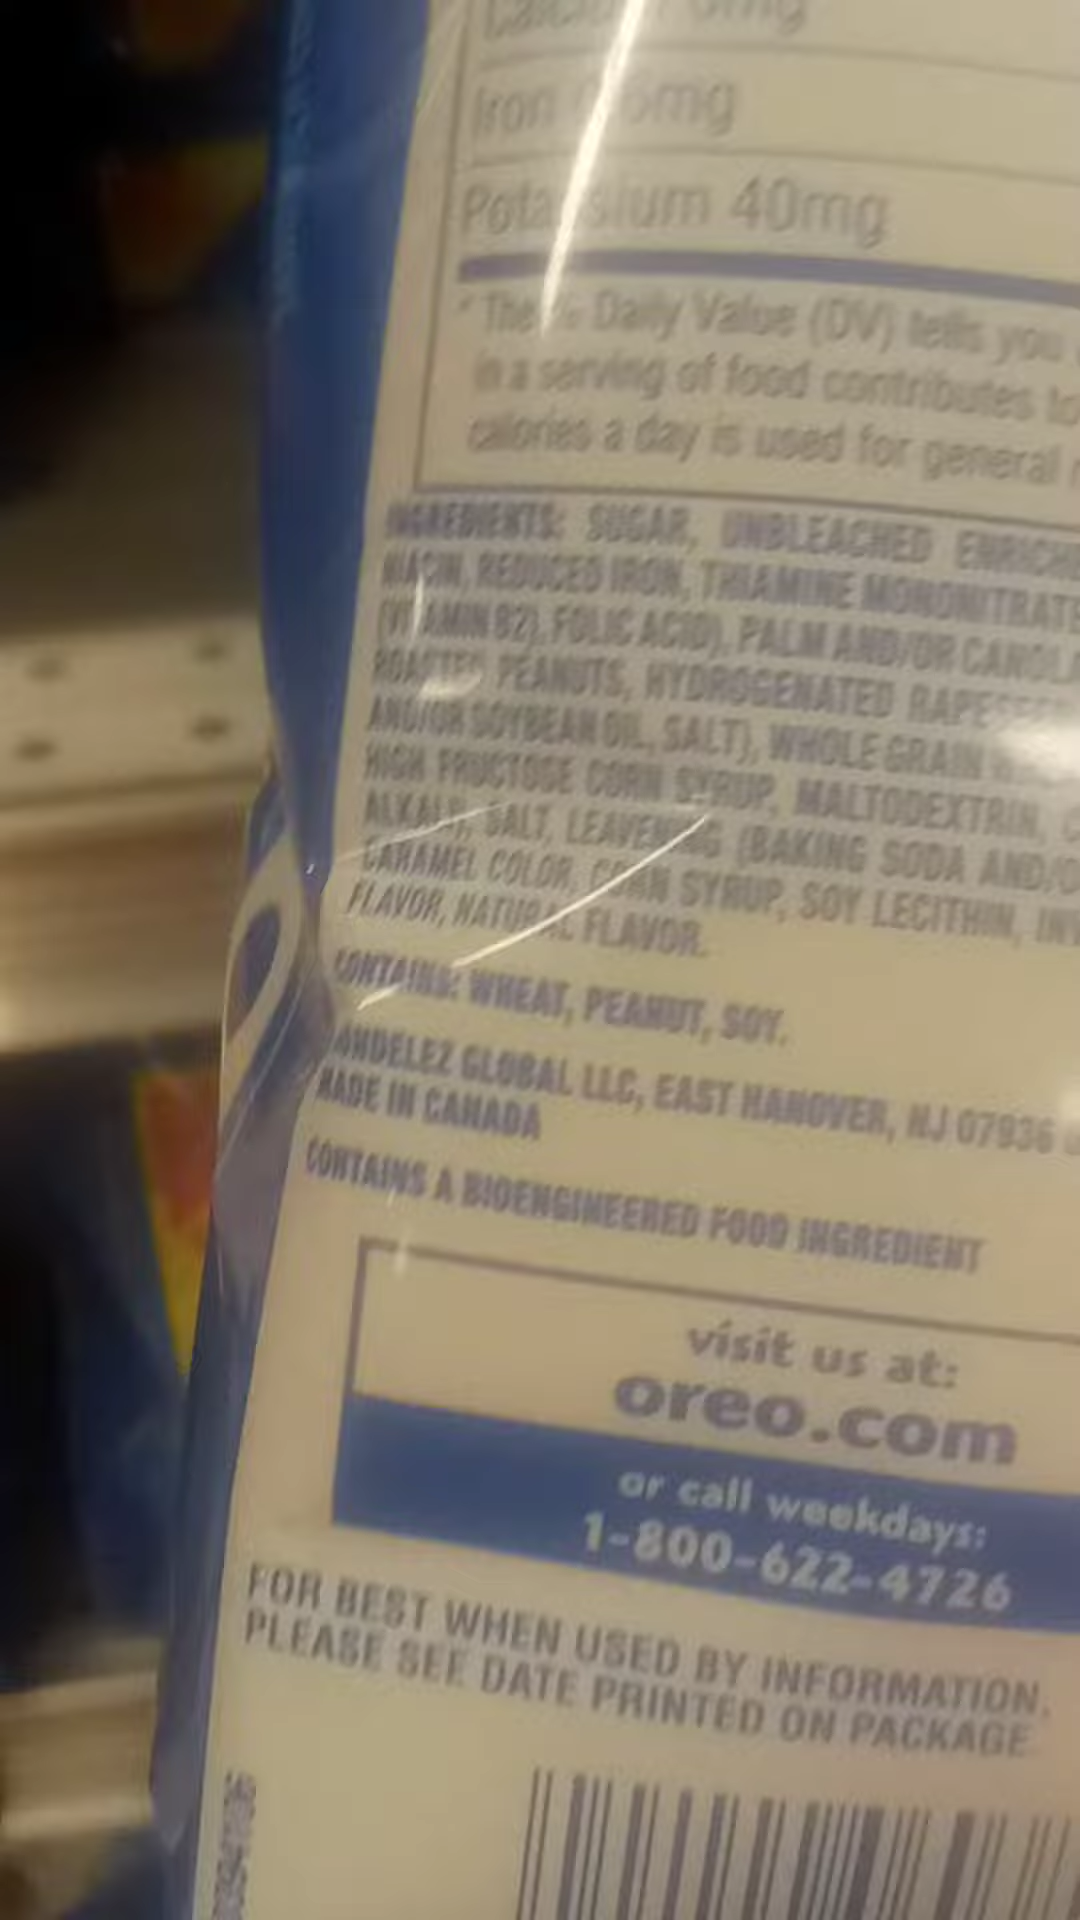 Iron
Potassium 40mg
* The % Daily Value (DV) tells you
in a serving of food contributes to
calories a day is used for general
INGREDIENTS: SUGAR, UNBLEACHED
NIACIN, REDUCED IRON, THIAMINE MONONITRATE
(VITAMIN B2), FOLIC ACID), PALM AND/OR CANOLA
ROASTED PEANUTS, HYDROGENATED
AND/OR SOYBEAN OIL, SALT), WHOLE GRAIN
HIGH FRUCTOSE CORN SYRUP, MALTODEXTRIN,
ALKALI), SALT, LEAVENING (BAKING SODA
CARAMEL COLOR, CORN SYRUP, SOY LECITHIN,
FLAVOR, NATURAL FLAVOR.
CONTAINS: WHEAT, PEANUT, SOY.
MONDELEZ GLOBAL LLC, EAST HANOVER, NJ 07936
MADE IN CANADA
CONTAINS A BIOENGINEERED FOOD INGREDIENT
visit us at:
oreo.com
or call weekdays:
1-800-622-4726
FOR BEST WHEN USED BY INFORMATION,
PLEASE SEE DATE PRINTED ON PACKAGE